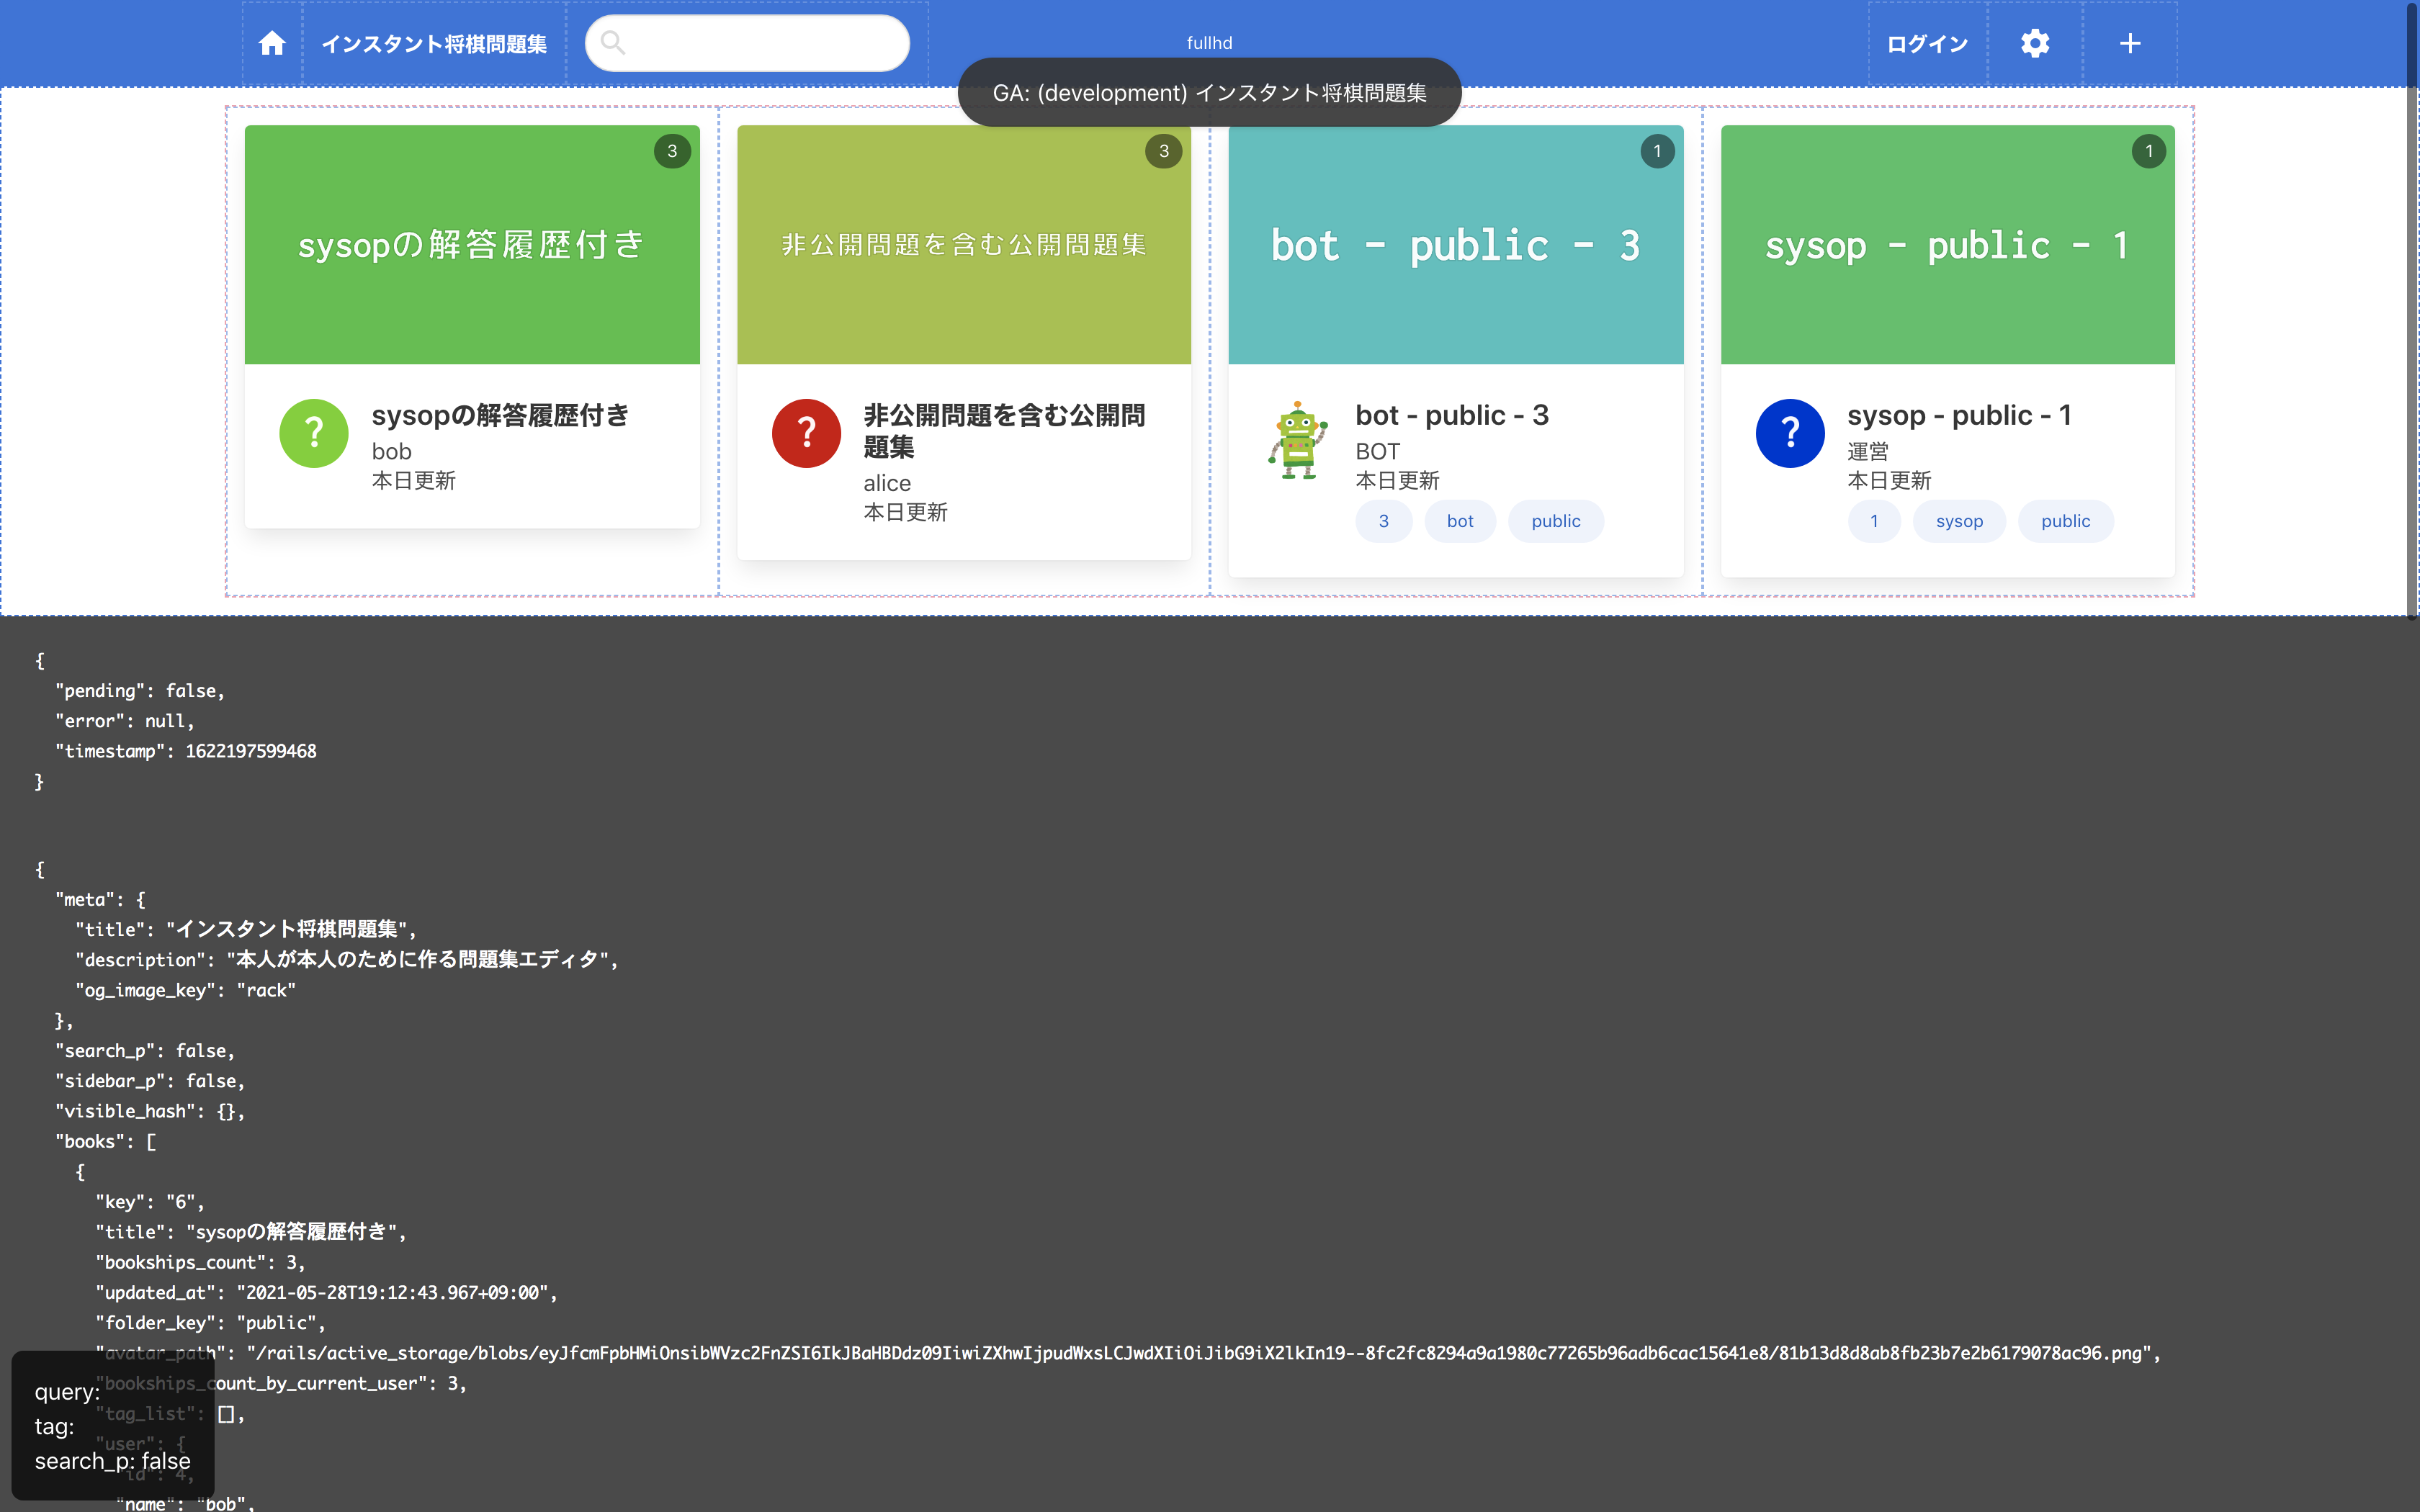 インスタント将棋問題集
fullhd
ログイン
GA: (development) インスタント将棋問題集
3
sysopの解答履歴付き
?
sysopの解答履歴付き
bob
本日更新
3
非公開問題を含む公開問題集
?
非公開問題を含む公開問
題集
alice
本日更新
1
bot - public - 3
bot - public - 3
BOT
本日更新
3 bot public
1
sysop - public - 1
?
sysop - public - 1
運営
本日更新
1 sysop public
{
"pending": false,
"error": null,
"timestamp": 1622197599468
}
{
"meta": {
"title": "インスタント将棋問題集",
"description": "本人が本人のために作る問題集エディタ",
"og_image_key": "rack"
},
"search_p": false,
"sidebar_p": false,
"visible_hash": {},
"books": [
{
"key": "6",
"title": "sysopの解答履歴付き",
"bookships_count": 3,
"updated_at": "2021-05-28T19:12:43.967+09:00",
"folder_key": "public",
"avatar_path": "/rails/active_storage/blobs/eyJfcmFpbHMiOnsibWVzc2FnZSI6IkJBaHBDdz09IiwiZXhwIjpudWxsLCJwdXIiOiJibG9iX2lkIn19--8fc2fc8294a9a1980c77265b96adb6cac15641e8/81b13d8d8ab8fb23b7e2b6179078ac96.png",
"bookships_count_by_current_user": 3,
"tag_list": [],
"user": {
"id": 4,
"name": "bob",
query:
tag:
search_p: false